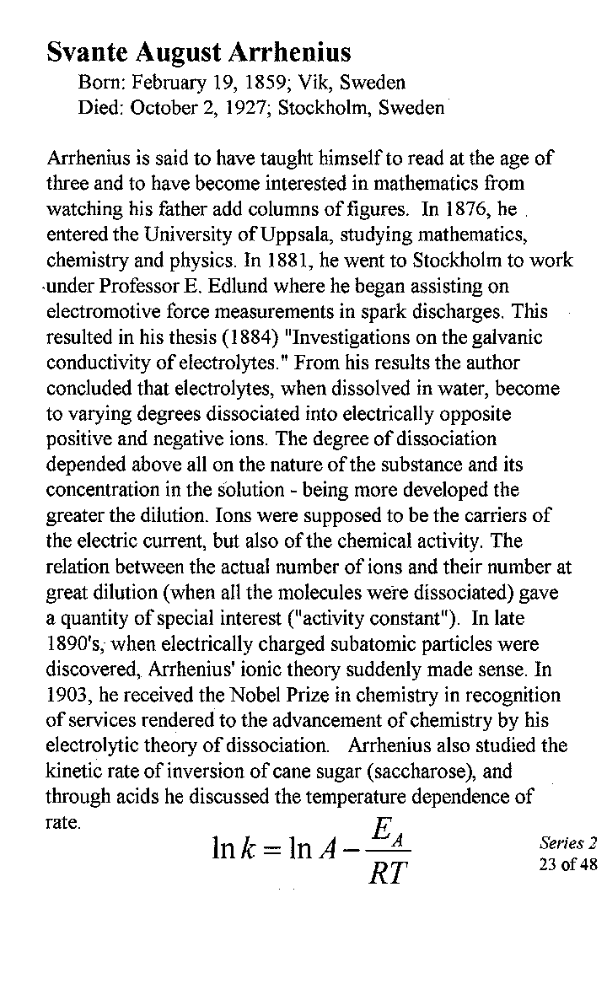 Svante August Arrhenius
Born: February 19, 1859; Vik, Sweden
Died: October 2, 1927; Stockholm, Sweden
Arrhenius is said to have taught himself to read at the age of
three and to have become interested in mathematics from
watching his father add columns of figures. In 1876, he
entered the University of Uppsala, studying mathematics,
chemistry and physics. In 1881, he went to Stockholm to work
under Professor E. Edlund where he began assisting on
electromotive force measurements in spark discharges. This
resulted in his thesis (1884) "Investigations on the galvanic
conductivity of electrolytes." From his results the author
concluded that electrolytes, when dissolved in water, become
to varying degrees dissociated into electrically opposite
positive and negative ions. The degree of dissociation
depended above all on the nature of the substance and its
concentration in the solution - being more developed the
greater the dilution. Ions were supposed to be the carriers of
the electric current, but also of the chemical activity. The
relation between the actual number of ions and their number at
great dilution (when all the molecules were dissociated) gave
a quantity of special interest ("activity constant"). In late
1890's, when electrically charged subatomic particles were
discovered, Arrhenius' ionic theory suddenly made sense. In
1903, he received the Nobel Prize in chemistry in recognition
of services rendered to the advancement of chemistry by his
electrolytic theory of dissociation. Arrhenius also studied the
kinetic rate of inversion of cane sugar (saccharose), and
through acids he discussed the temperature dependence of
rate.
ln k = ln A - E_A / RT
Series 2
23 of 48